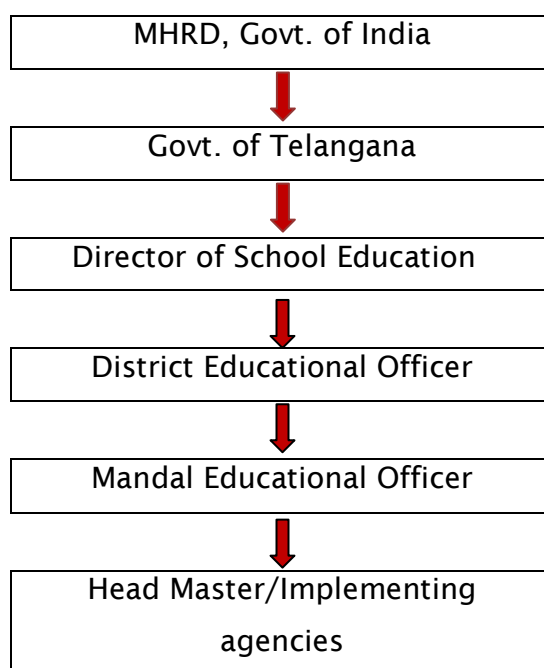 MHRD, Govt. of India
Govt. of Telangana
Director of School Education
District Educational Officer
Mandal Educational Officer
Head Master/Implementing
agencies